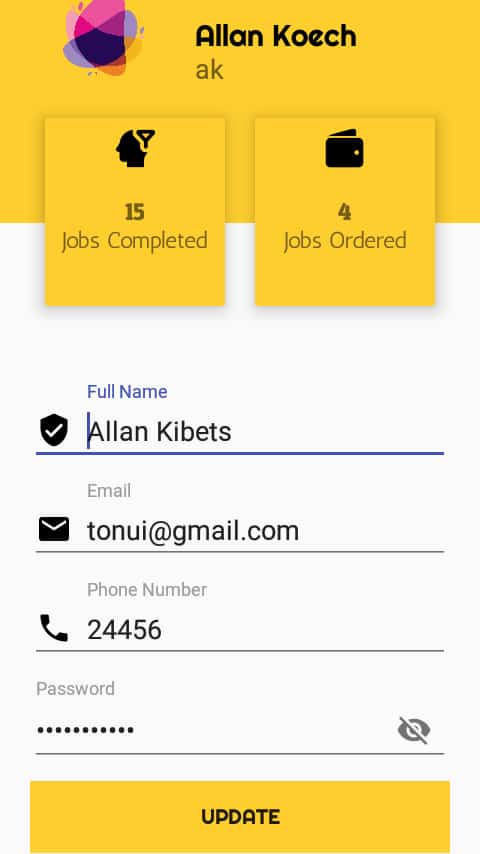 Allan Koech
ak
15
Jobs Completed
4
Jobs Ordered
Full Name
Allan Kibets
Email
tonui@gmail.com
Phone Number
24456
Password
•••••••••••
UPDATE